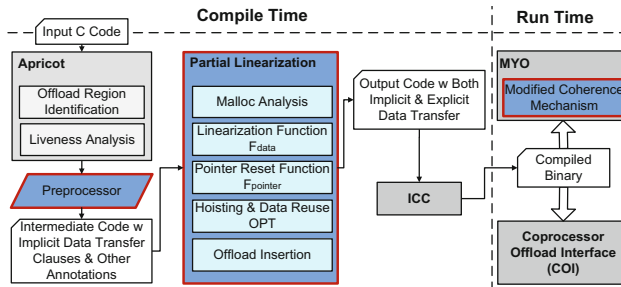 Compile Time
Run Time
Input C Code
Apricot
Offload Region
Identification
Liveness Analysis
Preprocessor
Intermediate Code w
Implicit Data Transfer
Clauses & Other
Annotations
Partial Linearization
Malloc Analysis
Linearization Function
Fdata
Pointer Reset Function
Fpointer
Hoisting & Data Reuse
OPT
Offload Insertion
Output Code w Both
Implicit & Explicit
Data Transfer
ICC
MYO
Modified Coherence
Mechanism
Compiled
Binary
Coprocessor
Offload Interface
(COI)